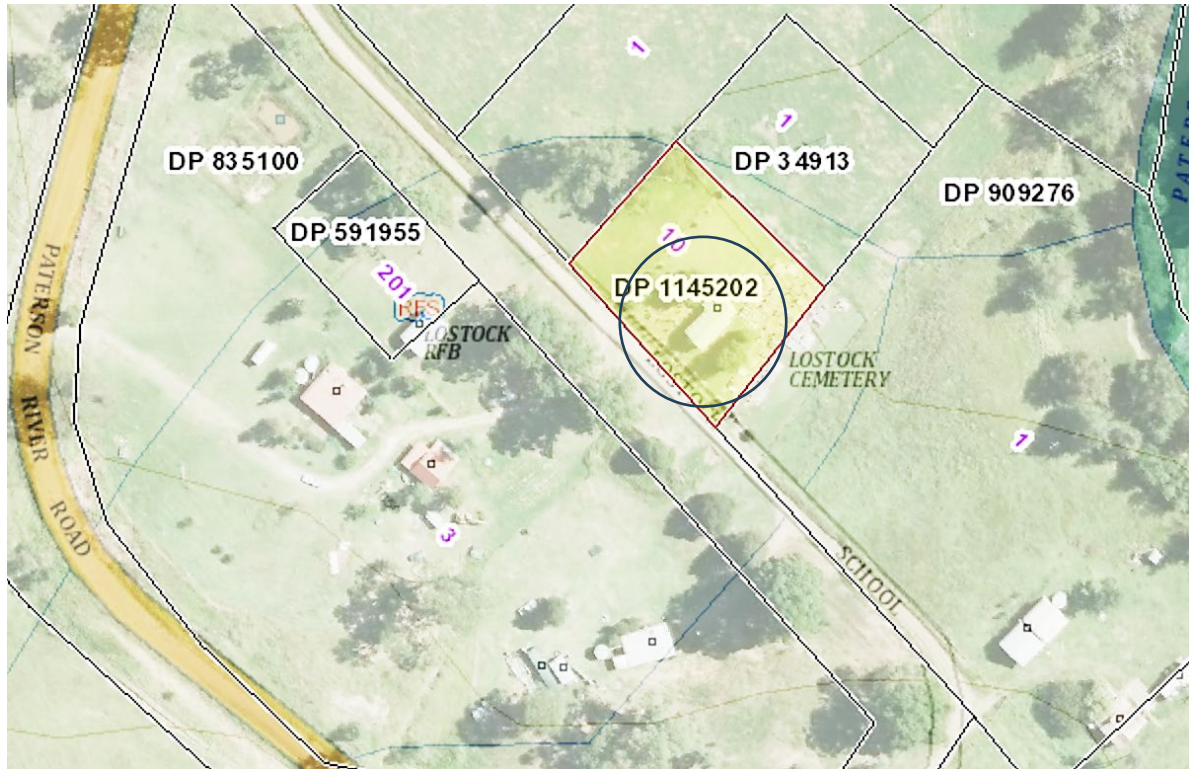 1
PATER
1
DP 835100
DP 34913
DP 909276
DP 591955
10
201
DP 1145202
RFS
PATERSON
RIVER
ROAD
LOSTOCK
RFB
LOSTOCK
CEMETERY
1
3
SCHOOL